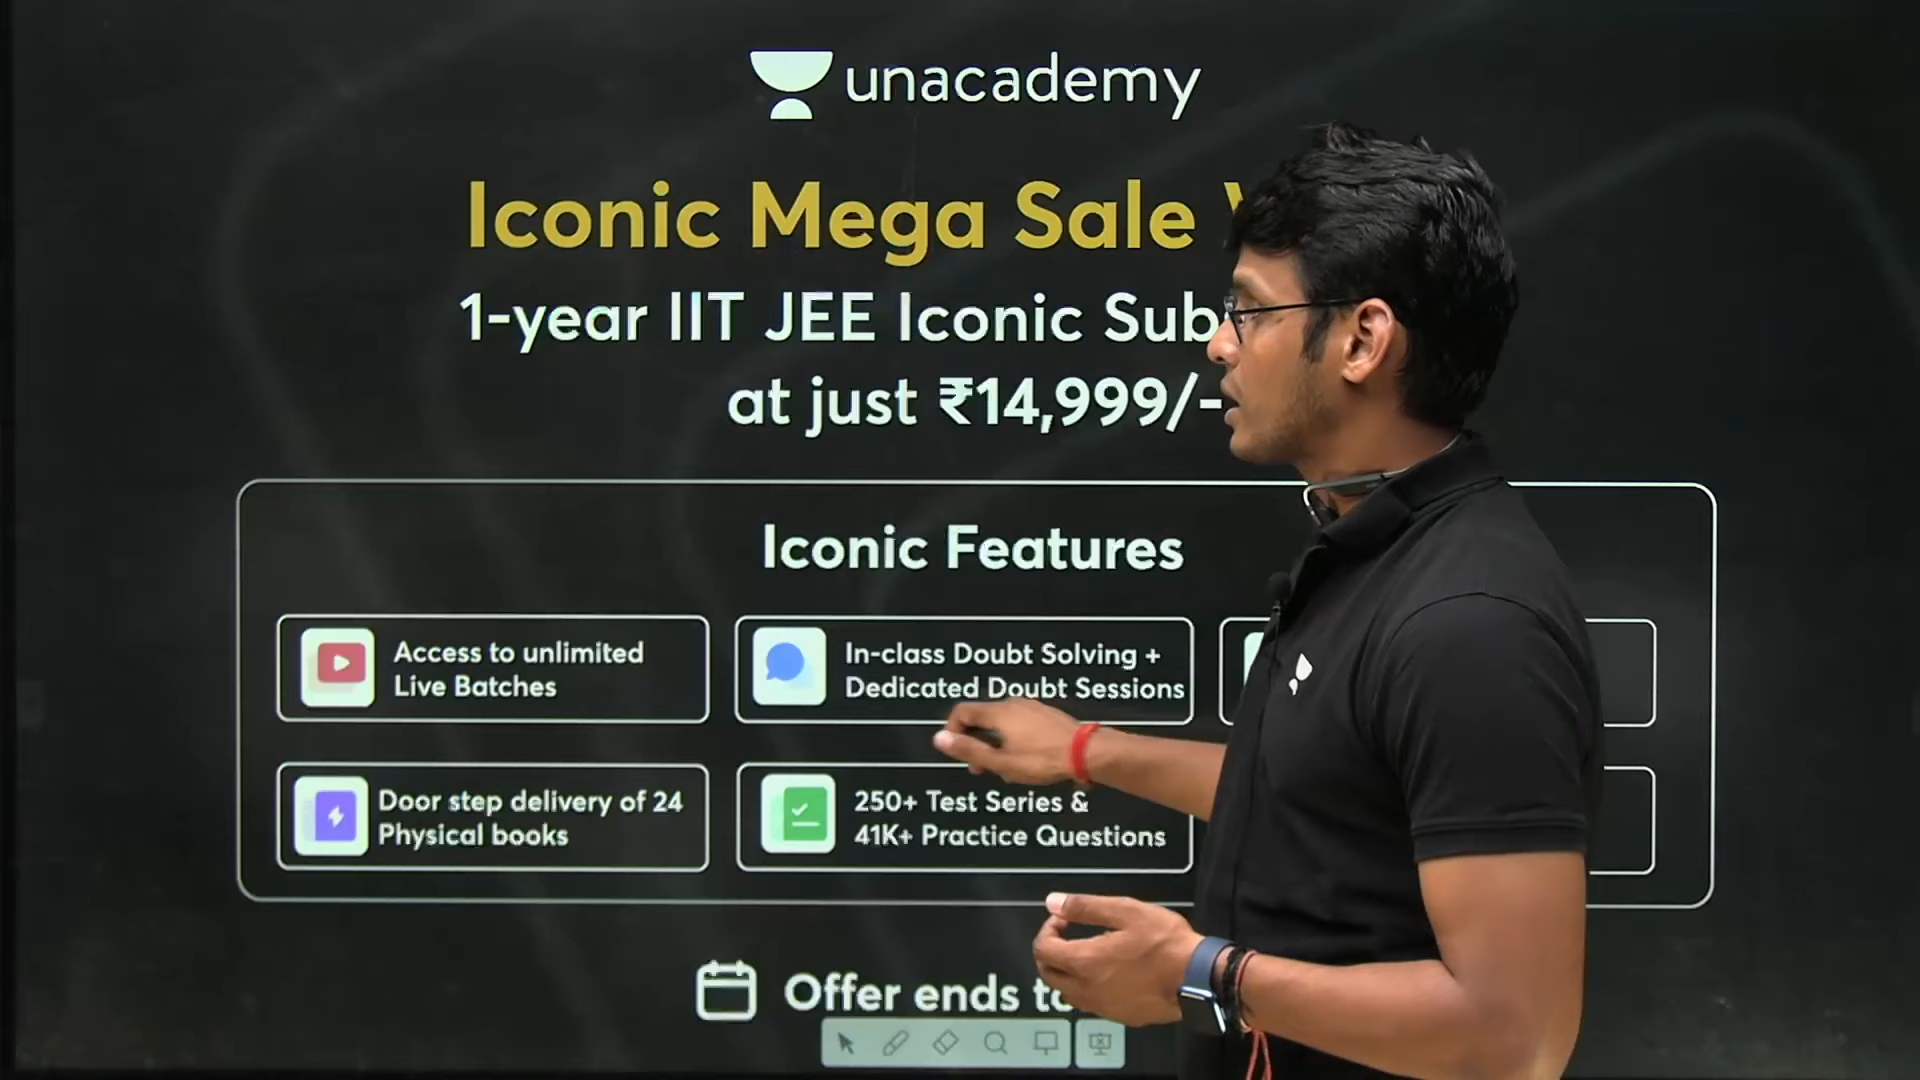 unacademy
Iconic Mega Sale
1-year IIT JEE Iconic
at just ₹14,999/-
Iconic Features
Access to unlimited
Live Batches
In-class Doubt Solving +
Dedicated Doubt Sessions
Door step delivery of 24
Physical books
250+ Test Series &
41K+ Practice Questions
Offer ends